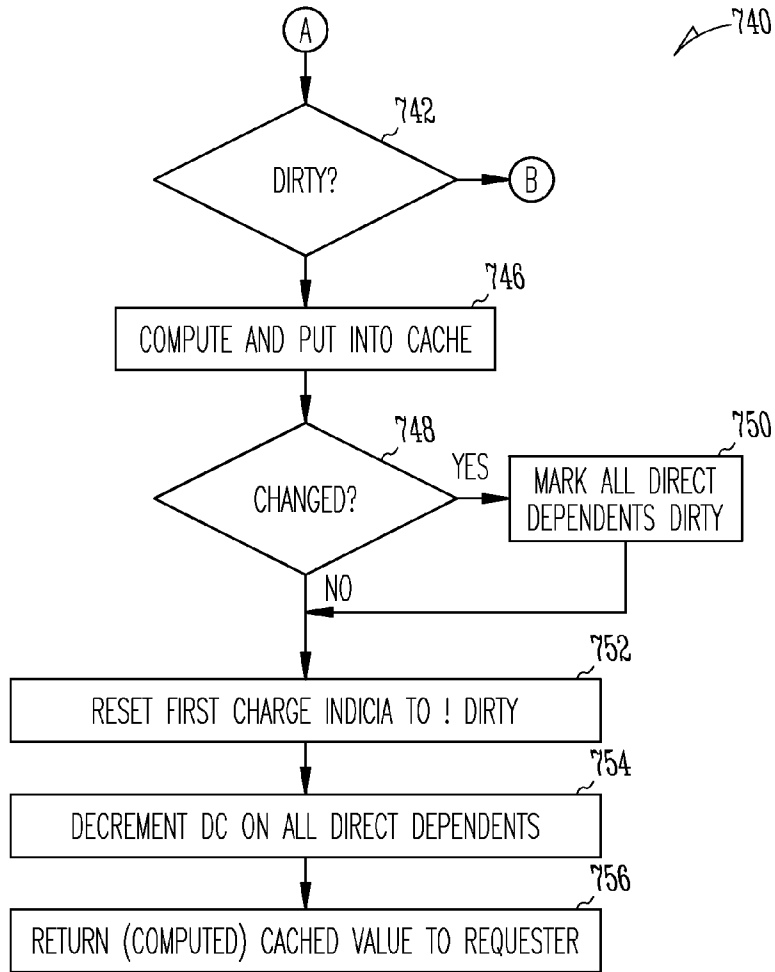 A
740
742
DIRTY?
B
746
COMPUTE AND PUT INTO CACHE
748
750
YES
MARK ALL DIRECT
DEPENDENTS DIRTY
CHANGED?
NO
752
RESET FIRST CHARGE INDICIA TO ! DIRTY
754
DECREMENT DC ON ALL DIRECT DEPENDENTS
756
RETURN (COMPUTED) CACHED VALUE TO REQUESTER